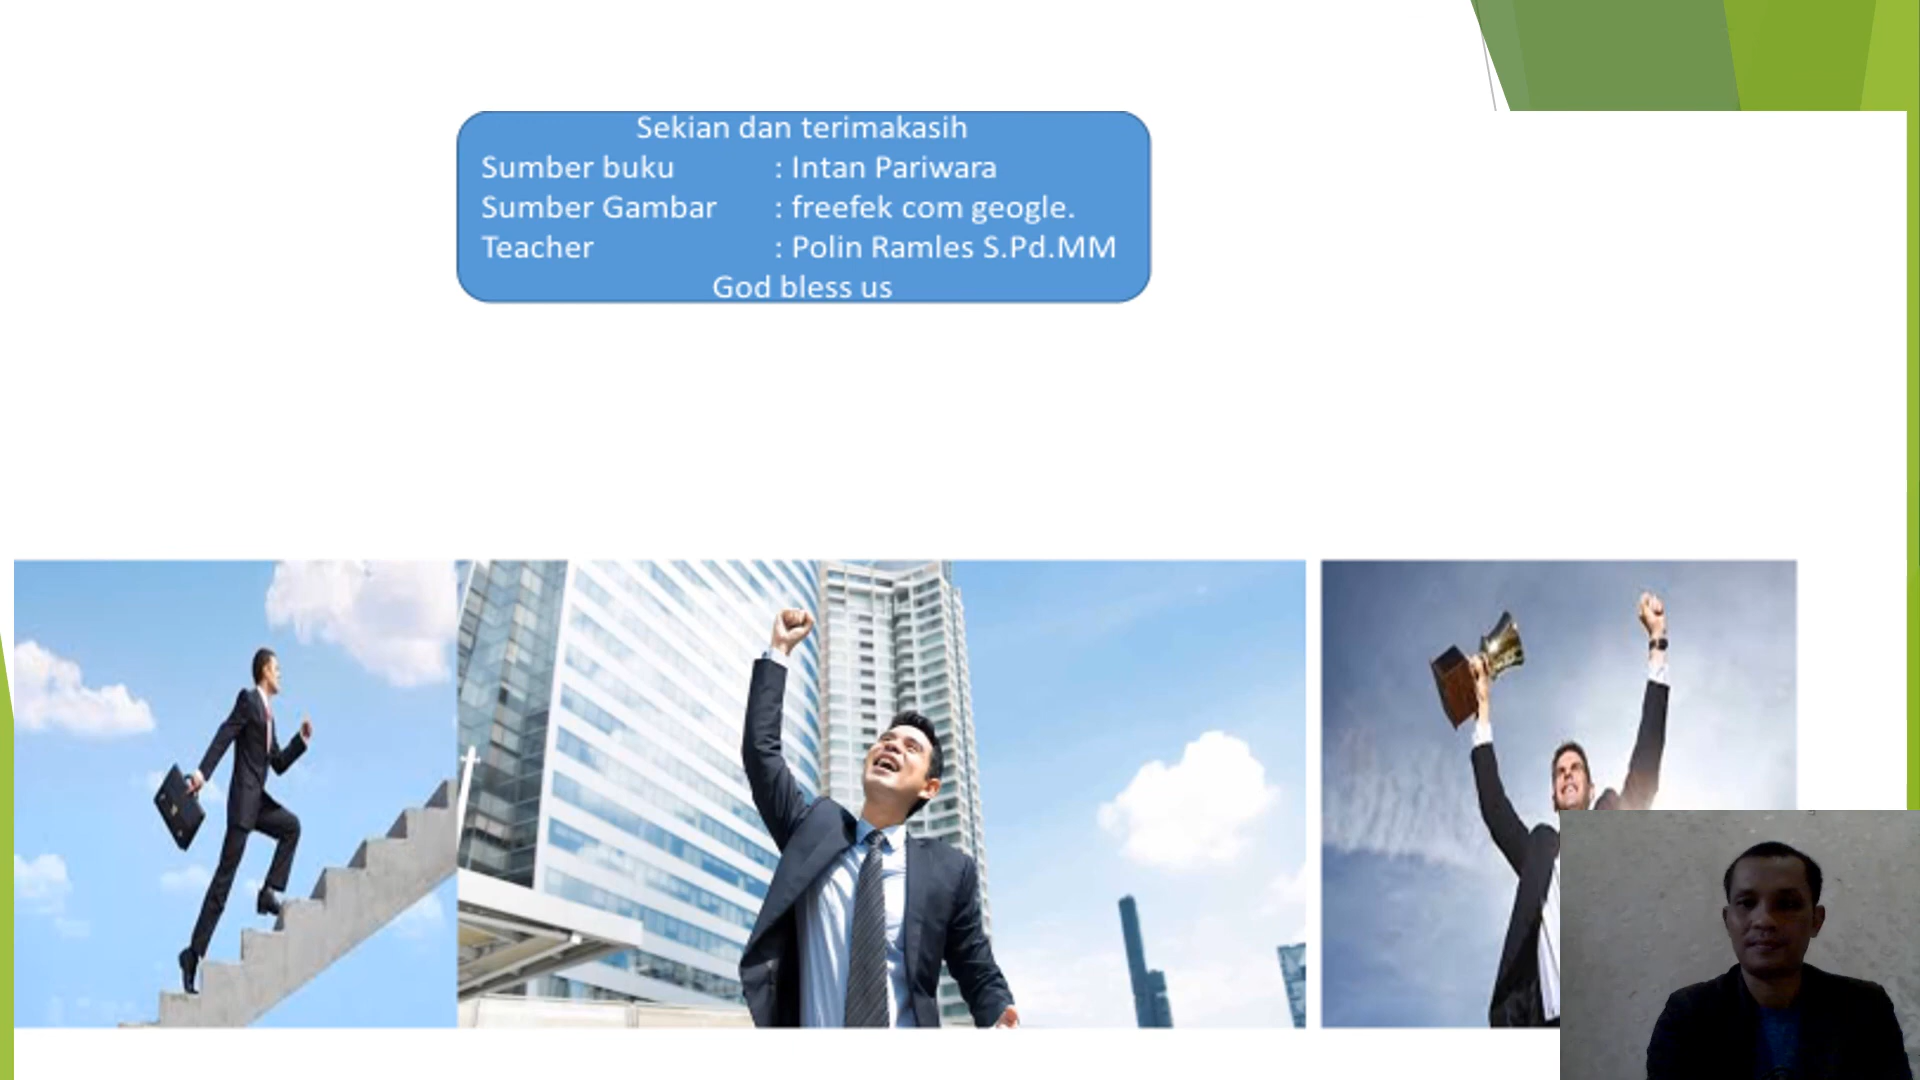 Sekian dan terimakasih
Sumber buku : Intan Pariwara
Sumber Gambar : freefek com geogle.
Teacher : Polin Ramles S.Pd.MM
God bless us